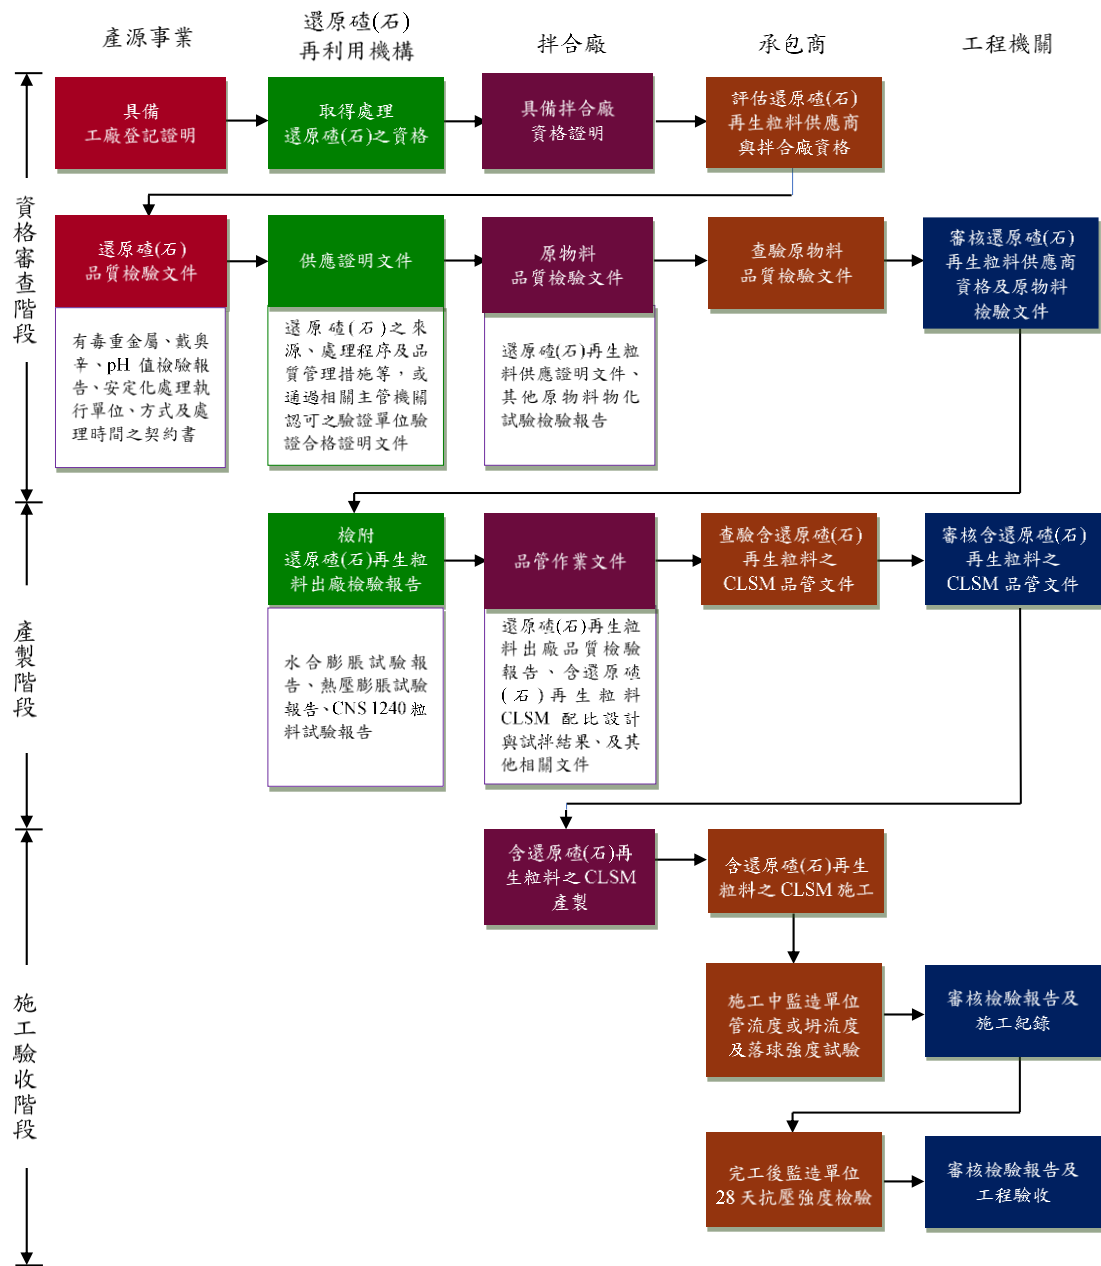 產源事業
還原碴(石)
再利用機構
拌合廠
承包商
工程機關
資格審查階段
具備
工廠登記證明
取得處理
還原碴(石)之資格
具備拌合廠
資格證明
評估還原碴(石)
再生粒料供應商
與拌合廠資格
還原碴(石)
品質檢驗文件
有毒重金屬、戴奧
辛、pH 值檢驗報
告、安定化處理執
行單位、方式及處
理時間之契約書
供應證明文件
還原碴(石)之來
源、處理程序及品
質管理措施等，或
通過相關主管機關
認可之驗證單位驗
證合格證明文件
原物料
品質檢驗文件
還原碴(石)再生粒
料供應證明文件、
其他原物料物化
試驗檢驗報告
查驗原物料
品質檢驗文件
審核還原碴(石)
再生粒料供應商
資格及原物料
檢驗文件
產製階段
檢附
還原碴(石)再生粒
料出廠檢驗報告
水合膨脹試驗報
告、熱壓膨脹試驗
報告、CNS 1240 粒
料試驗報告
品管作業文件
還原碴(石)再生粒
料出廠品質檢驗
報告、含還原碴
(石)再生粒料
CLSM 配比設計
與試拌結果、及其
他相關文件
查驗含還原碴(石)
再生粒料之
CLSM 品管文件
審核含還原碴(石)
再生粒料之
CLSM 品管文件
施工驗收階段
含還原碴(石)再
生粒料之 CLSM
產製
含還原碴(石)再生
粒料之 CLSM 施工
施工中監造單位
管流度或坍流度
及落球強度試驗
審核檢驗報告及
施工紀錄
完工後監造單位
28 天抗壓強度檢驗
審核檢驗報告及
工程驗收